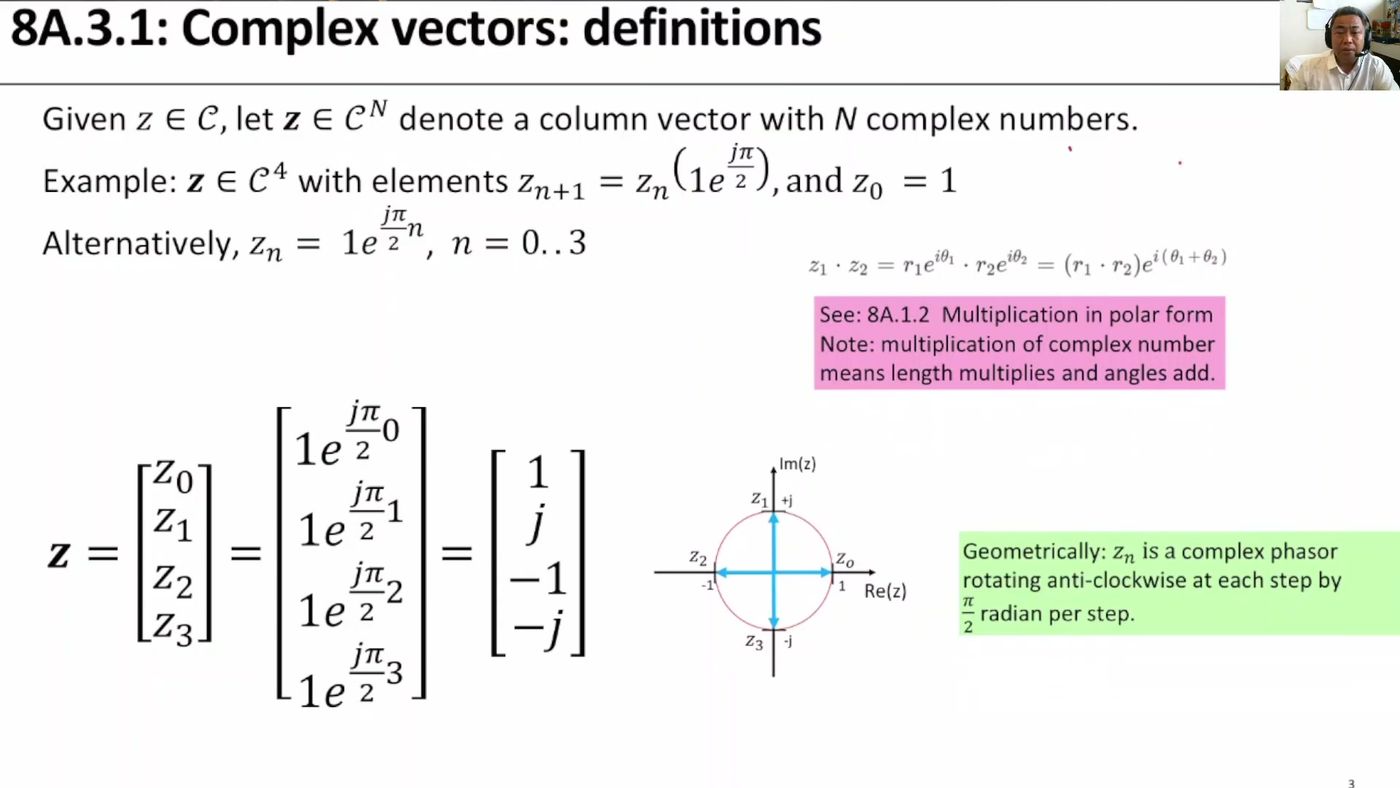 8A.3.1: Complex vectors: definitions
Given z ∈ 𝒞, let 𝐳 ∈ 𝒞^N denote a column vector with N complex numbers.
Example: 𝐳 ∈ 𝒞^4 with elements z_{n+1} = z_n(1e^{jπ/2}), and z_0 = 1
Alternatively, z_n = 1e^{(jπ/2)n}, n = 0..3
z_1 · z_2 = r_1e^{iθ_1} · r_2e^{iθ_2} = (r_1 · r_2)e^{i(θ_1+θ_2)}
See: 8A.1.2 Multiplication in polar form
Note: multiplication of complex number
means length multiplies and angles add.
𝐳 = [z_0 z_1 z_2 z_3] = [1e^{(jπ/2)0} 1e^{(jπ/2)1} 1e^{(jπ/2)2} 1e^{(jπ/2)3}] = [1 j −1 −j]
Im(z)
z_1 +j
z_2 z_o
-1 1 Re(z)
z_3 -j
Geometrically: z_n is a complex phasor
rotating anti-clockwise at each step by
π/2 radian per step.
3